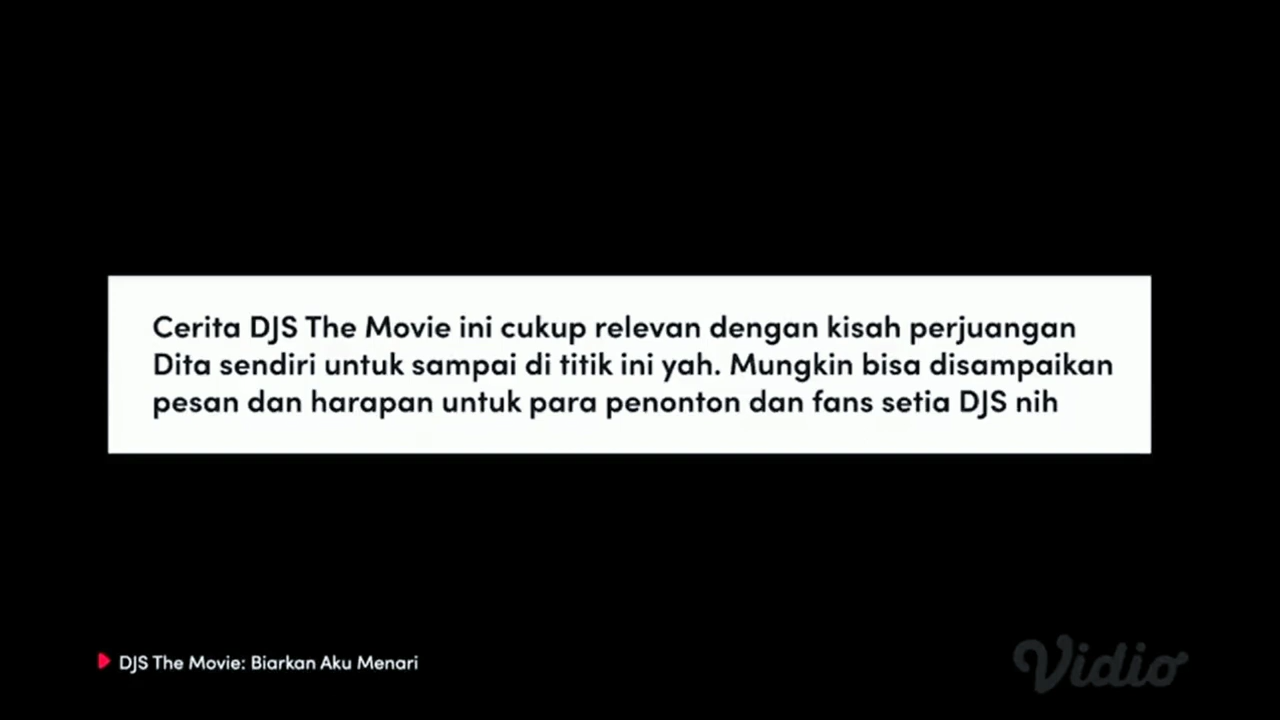 Cerita DJS The Movie ini cukup relevan dengan kisah perjuangan
Dita sendiri untuk sampai di titik ini yah. Mungkin bisa disampaikan
pesan dan harapan untuk para penonton dan fans setia DJS nih
DJS The Movie: Biarkan Aku Menari
Vidio